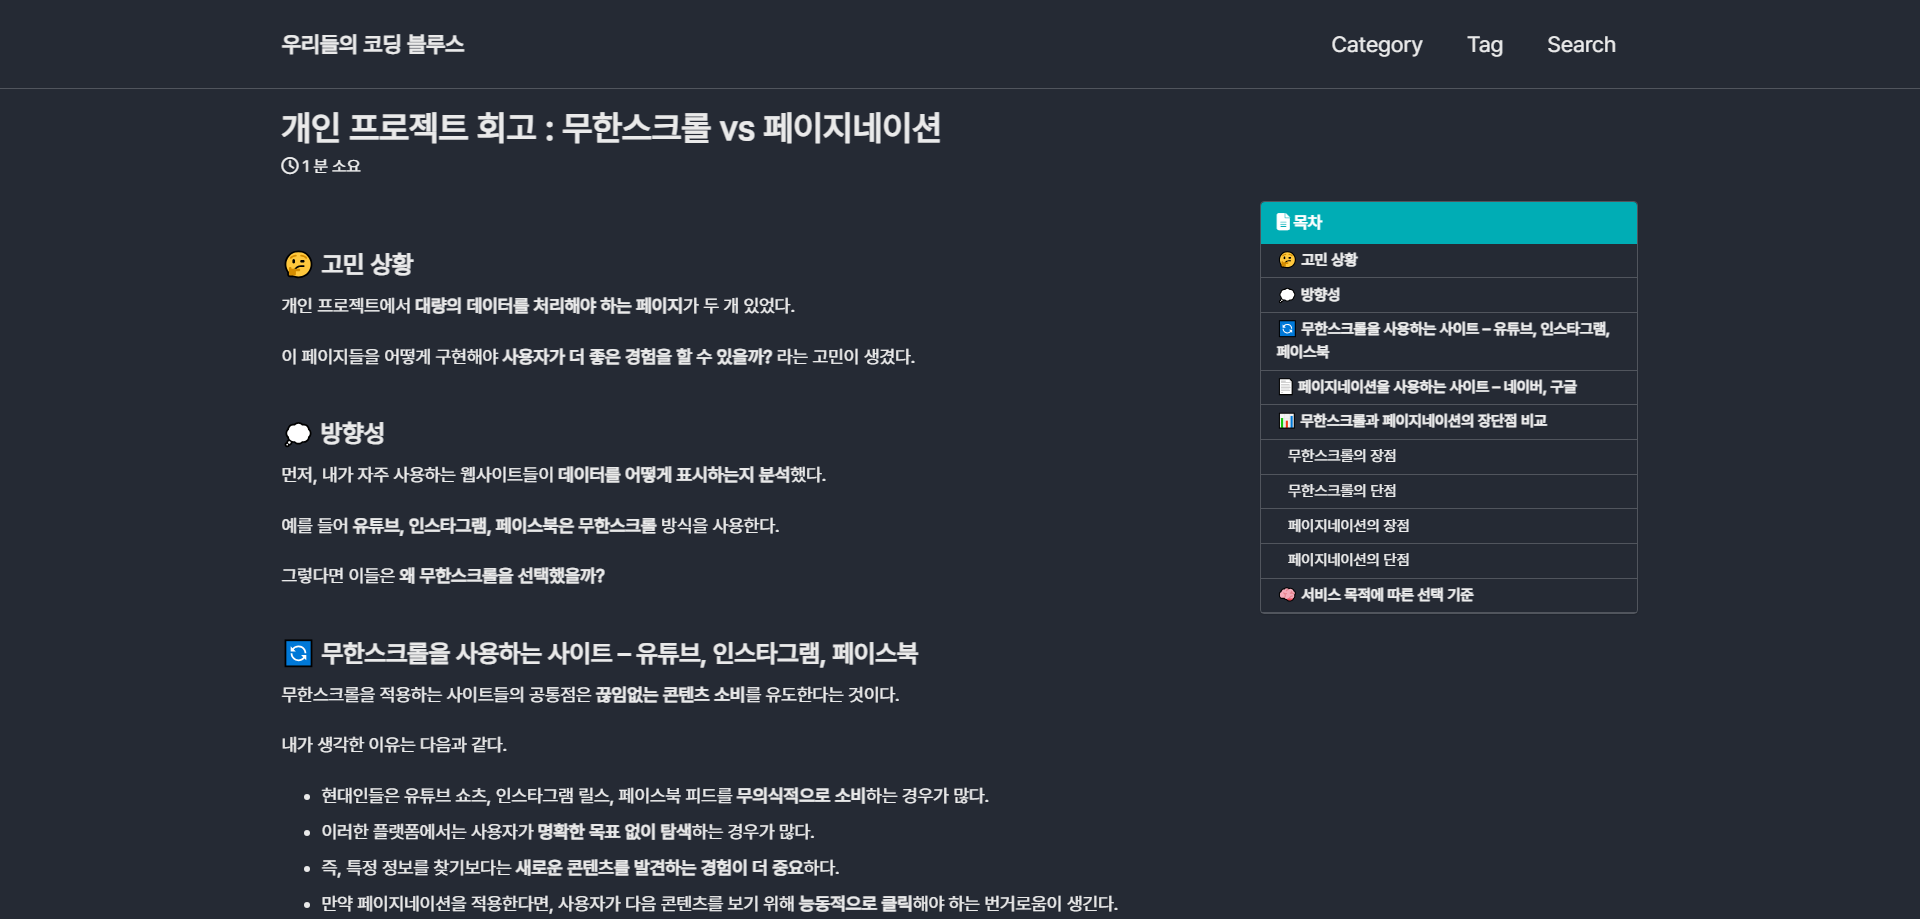 우리들의 코딩 블루스
Category
Tag
Search
개인 프로젝트 회고 : 무한스크롤 vs 페이지네이션
1 분 소요
🤔 고민 상황
개인 프로젝트에서 대량의 데이터를 처리해야 하는 페이지가 두 개 있었다.
이 페이지들을 어떻게 구현해야 사용자가 더 좋은 경험을 할 수 있을까? 라는 고민이 생겼다.
💭 방향성
먼저, 내가 자주 사용하는 웹사이트들이 데이터를 어떻게 표시하는지 분석했다.
예를 들어 유튜브, 인스타그램, 페이스북은 무한스크롤 방식을 사용한다.
그렇다면 이들은 왜 무한스크롤을 선택했을까?
🔄 무한스크롤을 사용하는 사이트 – 유튜브, 인스타그램, 페이스북
무한스크롤을 적용하는 사이트들의 공통점은 끊임없는 콘텐츠 소비를 유도한다는 것이다.
내가 생각한 이유는 다음과 같다.
• 현대인들은 유튜브 쇼츠, 인스타그램 릴스, 페이스북 피드를 무의식적으로 소비하는 경우가 많다.
• 이러한 플랫폼에서는 사용자가 명확한 목표 없이 탐색하는 경우가 많다.
• 즉, 특정 정보를 찾기보다는 새로운 콘텐츠를 발견하는 경험이 더 중요하다.
• 만약 페이지네이션을 적용한다면, 사용자가 다음 콘텐츠를 보기 위해 능동적으로 클릭해야 하는 번거로움이 생긴다.
목차
🤔 고민 상황
💭 방향성
🔄 무한스크롤을 사용하는 사이트 – 유튜브, 인스타그램,
페이스북
📄 페이지네이션을 사용하는 사이트 – 네이버, 구글
📊 무한스크롤과 페이지네이션의 장단점 비교
무한스크롤의 장점
무한스크롤의 단점
페이지네이션의 장점
페이지네이션의 단점
🧠 서비스 목적에 따른 선택 기준